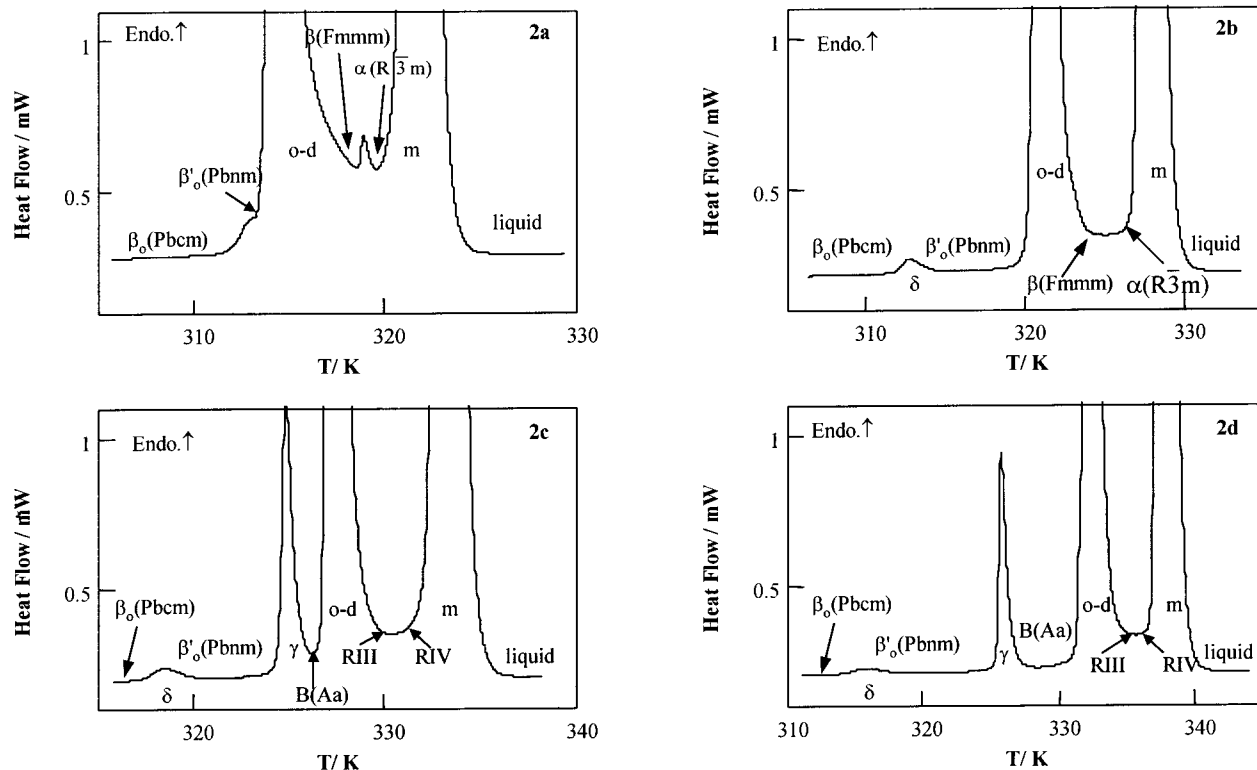 2a
Endo.↑
β(Fmmm)
α(R3̅m)
o-d
m
β'ₒ(Pbnm)
βₒ(Pbcm)
liquid
1
0.5
310
320
330
T/ K
Heat Flow / mW
2b
Endo.↑
o-d
m
βₒ(Pbcm)
β'ₒ(Pbnm)
δ
β(Fmmm)
α(R3̅m)
liquid
1
0.5
310
320
330
T/ K
Heat Flow / mW
2c
Endo.↑
βₒ(Pbcm)
β'ₒ(Pbnm)
δ
γ
B(Aa)
o-d
RIII
RIV
m
liquid
1
0.5
320
330
340
T/ K
Heat Flow / mW
2d
Endo.↑
βₒ(Pbcm)
β'ₒ(Pbnm)
δ
γ
B(Aa)
o-d
RIII
RIV
m
liquid
1
0.5
310
320
330
340
T/ K
Heat Flow / mW